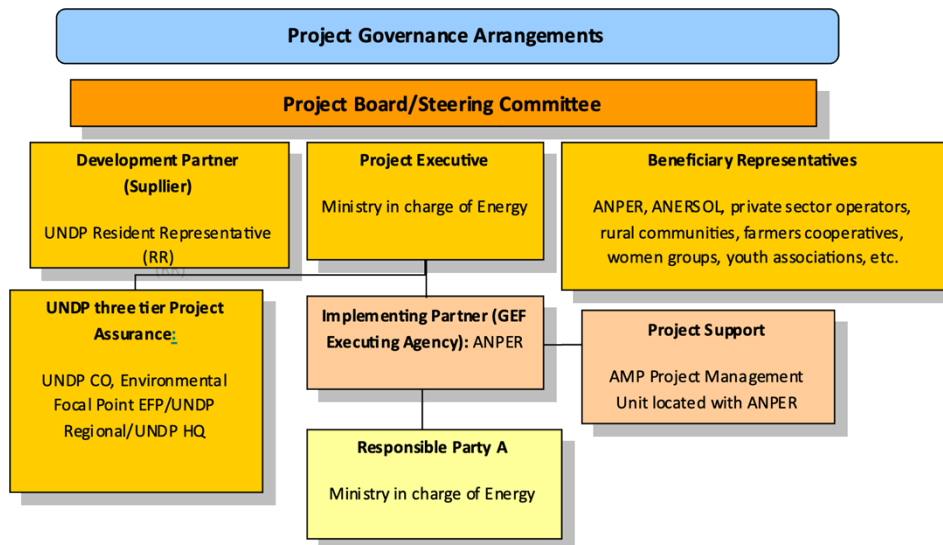 Project Governance Arrangements
Project Board/Steering Committee
Development Partner
(Supllier)
UNDP Resident Representative
(RR)
Project Executive
Ministry in charge of Energy
Beneficiary Representatives
ANPER, ANERSOL, private sector operators,
rural communities, farmers cooperatives,
women groups, youth associations, etc.
UNDP three tier Project
Assurance:
UNDP CO, Environmental
Focal Point EFP/UNDP
Regional/UNDP HQ
Implementing Partner (GEF
Executing Agency): ANPER
Project Support
AMP Project Management
Unit located with ANPER
Responsible Party A
Ministry in charge of Energy